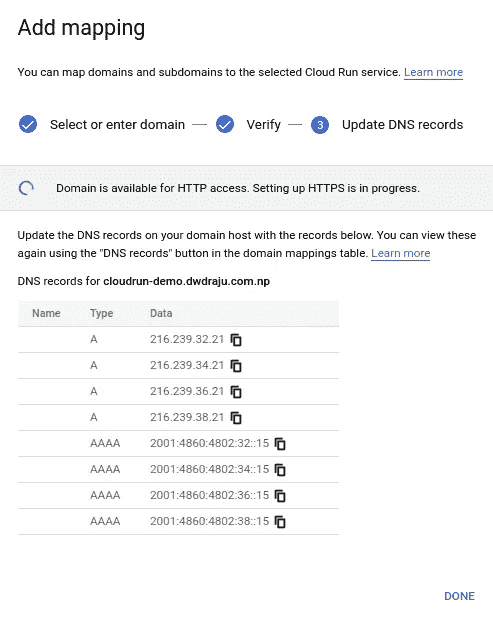 Add mapping
You can map domains and subdomains to the selected Cloud Run service. Learn more
Select or enter domain — Verify — 3 Update DNS records
Domain is available for HTTP access. Setting up HTTPS is in progress.
Update the DNS records on your domain host with the records below. You can view these
again using the "DNS records" button in the domain mappings table. Learn more
DNS records for cloudrun-demo.dwdraju.com.np
Name Type Data
A 216.239.32.21
A 216.239.34.21
A 216.239.36.21
A 216.239.38.21
AAAA 2001:4860:4802:32::15
AAAA 2001:4860:4802:34::15
AAAA 2001:4860:4802:36::15
AAAA 2001:4860:4802:38::15
DONE